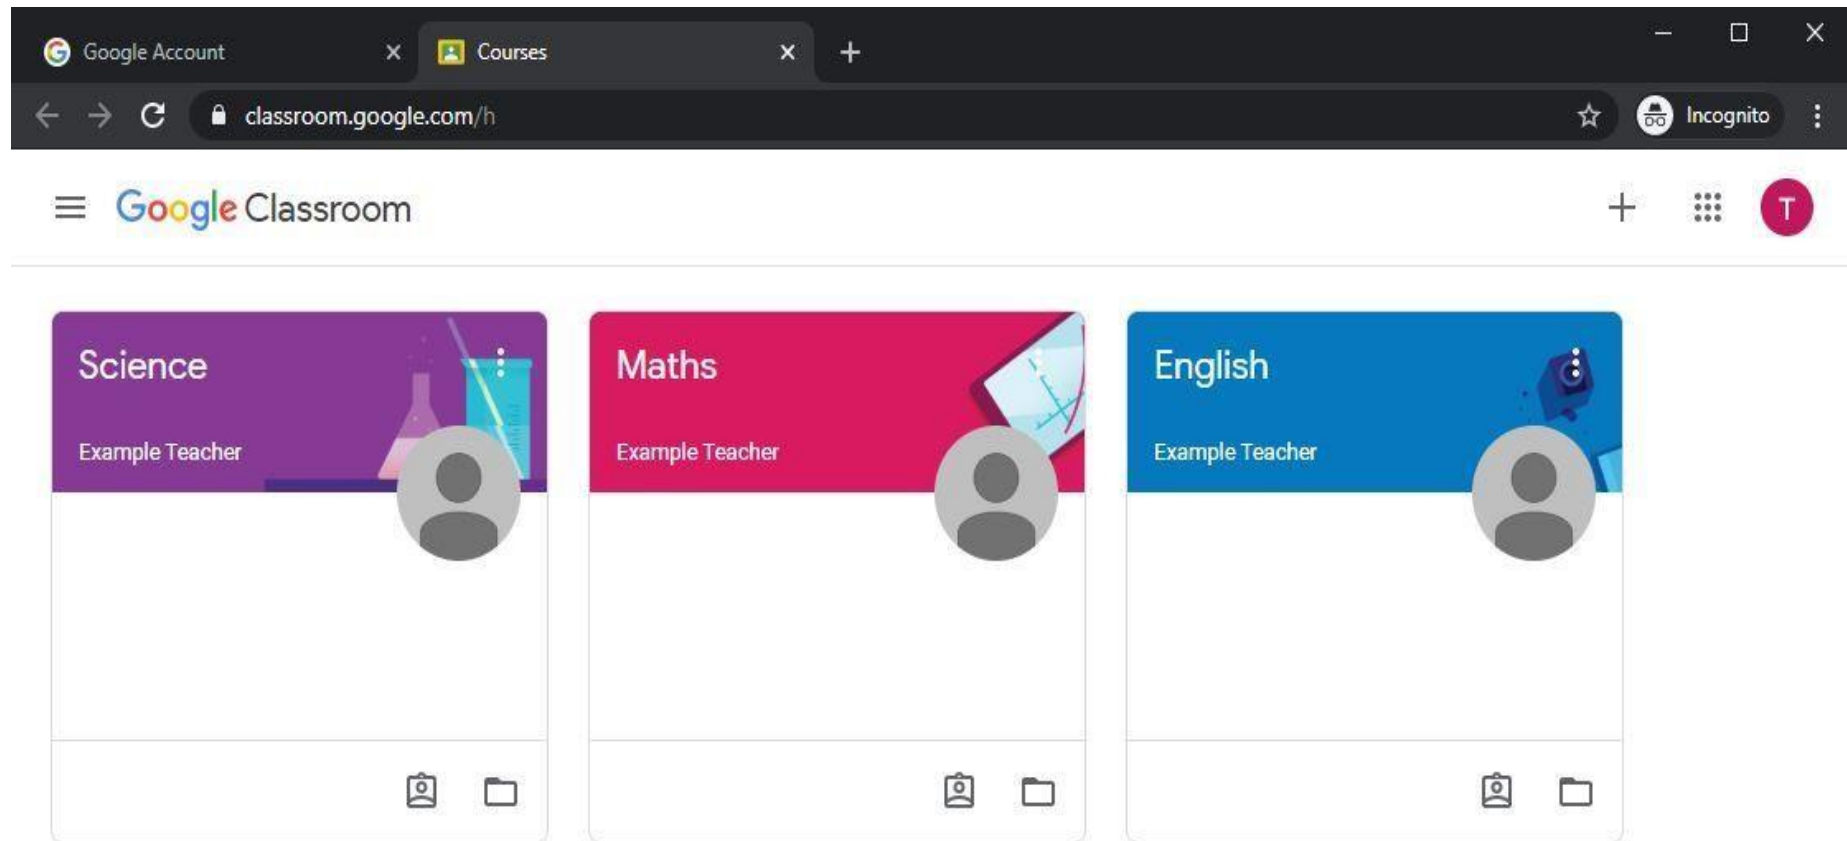 Google Account
Courses
classroom.google.com/h
Incognito
Google Classroom
T
Science
Example Teacher
Maths
Example Teacher
English
Example Teacher